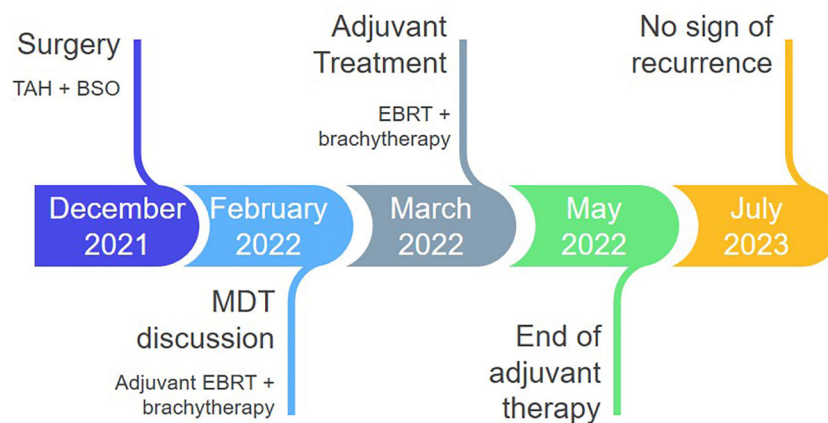 Surgery
TAH + BSO
Adjuvant
Treatment
EBRT +
brachytherapy
No sign of
recurrence
December
2021
February
2022
March
2022
May
2022
July
2023
MDT
discussion
Adjuvant EBRT +
brachytherapy
End of
adjuvant
therapy